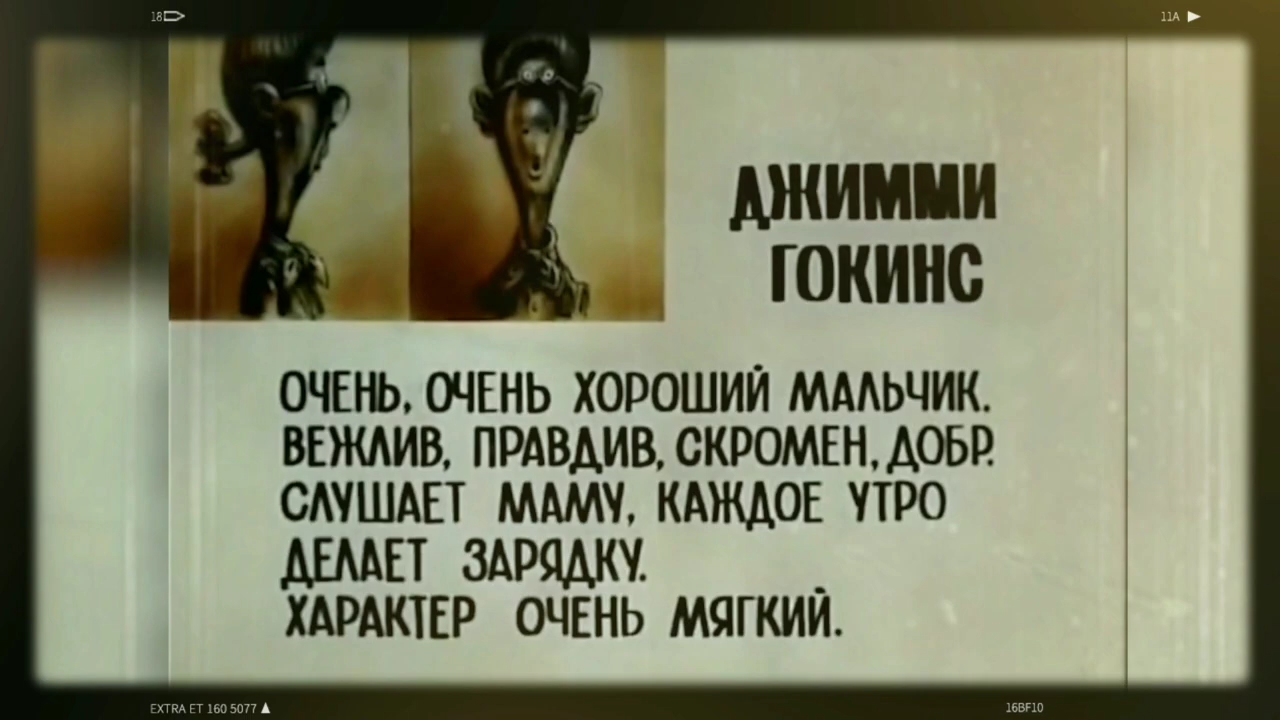 18
11A
ДЖИММИ
ГОКИНС
ОЧЕНЬ, ОЧЕНЬ ХОРОШИЙ МАЛЬЧИК.
ВЕЖЛИВ, ПРАВДИВ, СКРОМЕН, ДОБР.
СЛУШАЕТ МАМУ, КАЖДОЕ УТРО
ДЕЛАЕТ ЗАРЯДКУ.
ХАРАКТЕР ОЧЕНЬ МЯГКИЙ.
EXTRA ET 160 5077
16BF10